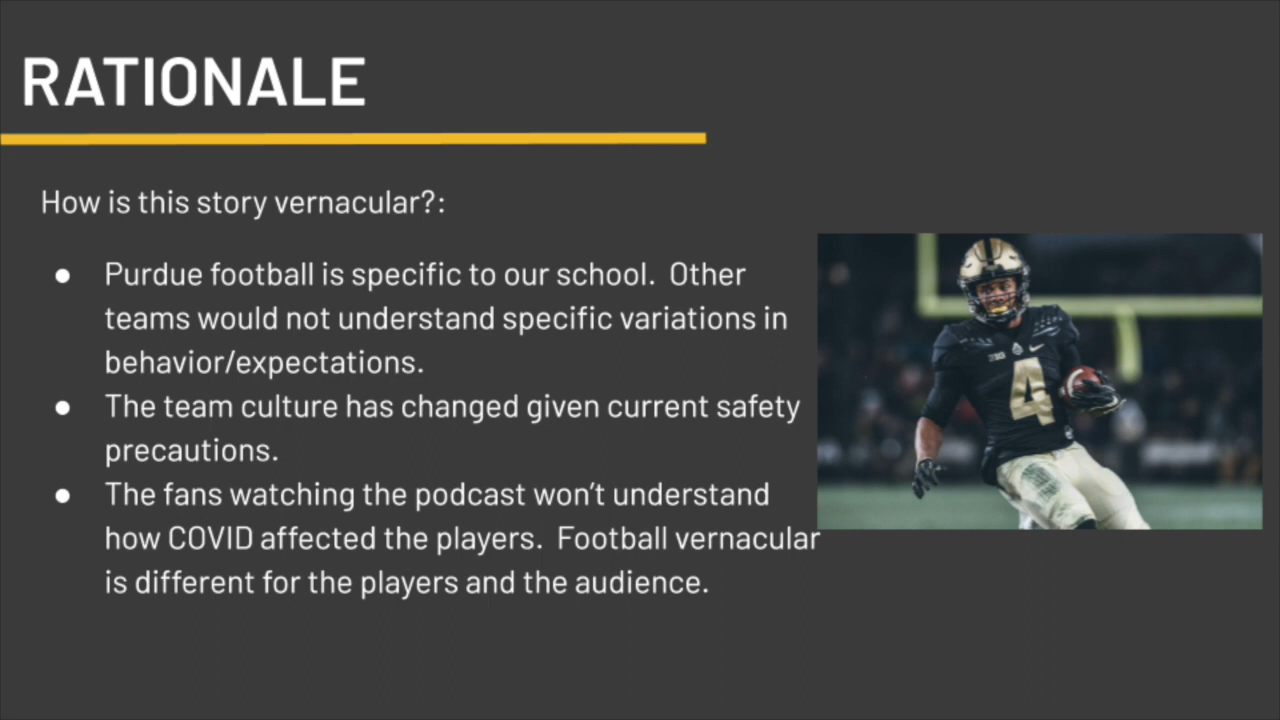 RATIONALE
How is this story vernacular?:
● Purdue football is specific to our school.  Other
teams would not understand specific variations in
behavior/expectations.
● The team culture has changed given current safety
precautions.
● The fans watching the podcast won’t understand
how COVID affected the players.  Football vernacular
is different for the players and the audience.
4